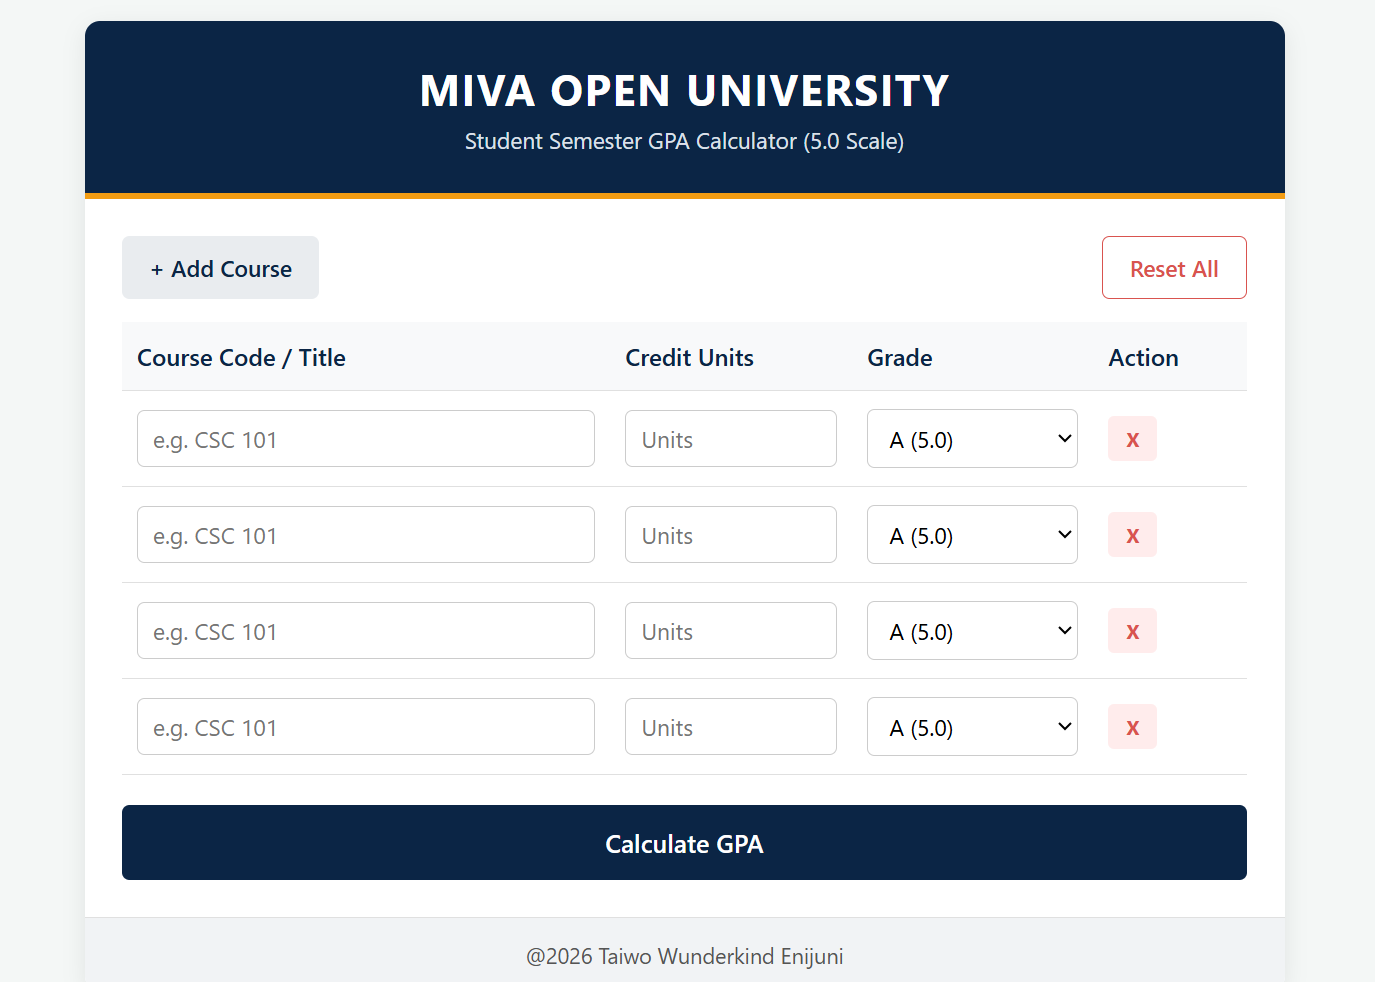 MIVA OPEN UNIVERSITY
Student Semester GPA Calculator (5.0 Scale)
+ Add Course Reset All
Course Code / Title Credit Units Grade Action
e.g. CSC 101 Units A (5.0) X
e.g. CSC 101 Units A (5.0) X
e.g. CSC 101 Units A (5.0) X
e.g. CSC 101 Units A (5.0) X
Calculate GPA
@2026 Taiwo Wunderkind Enijuni